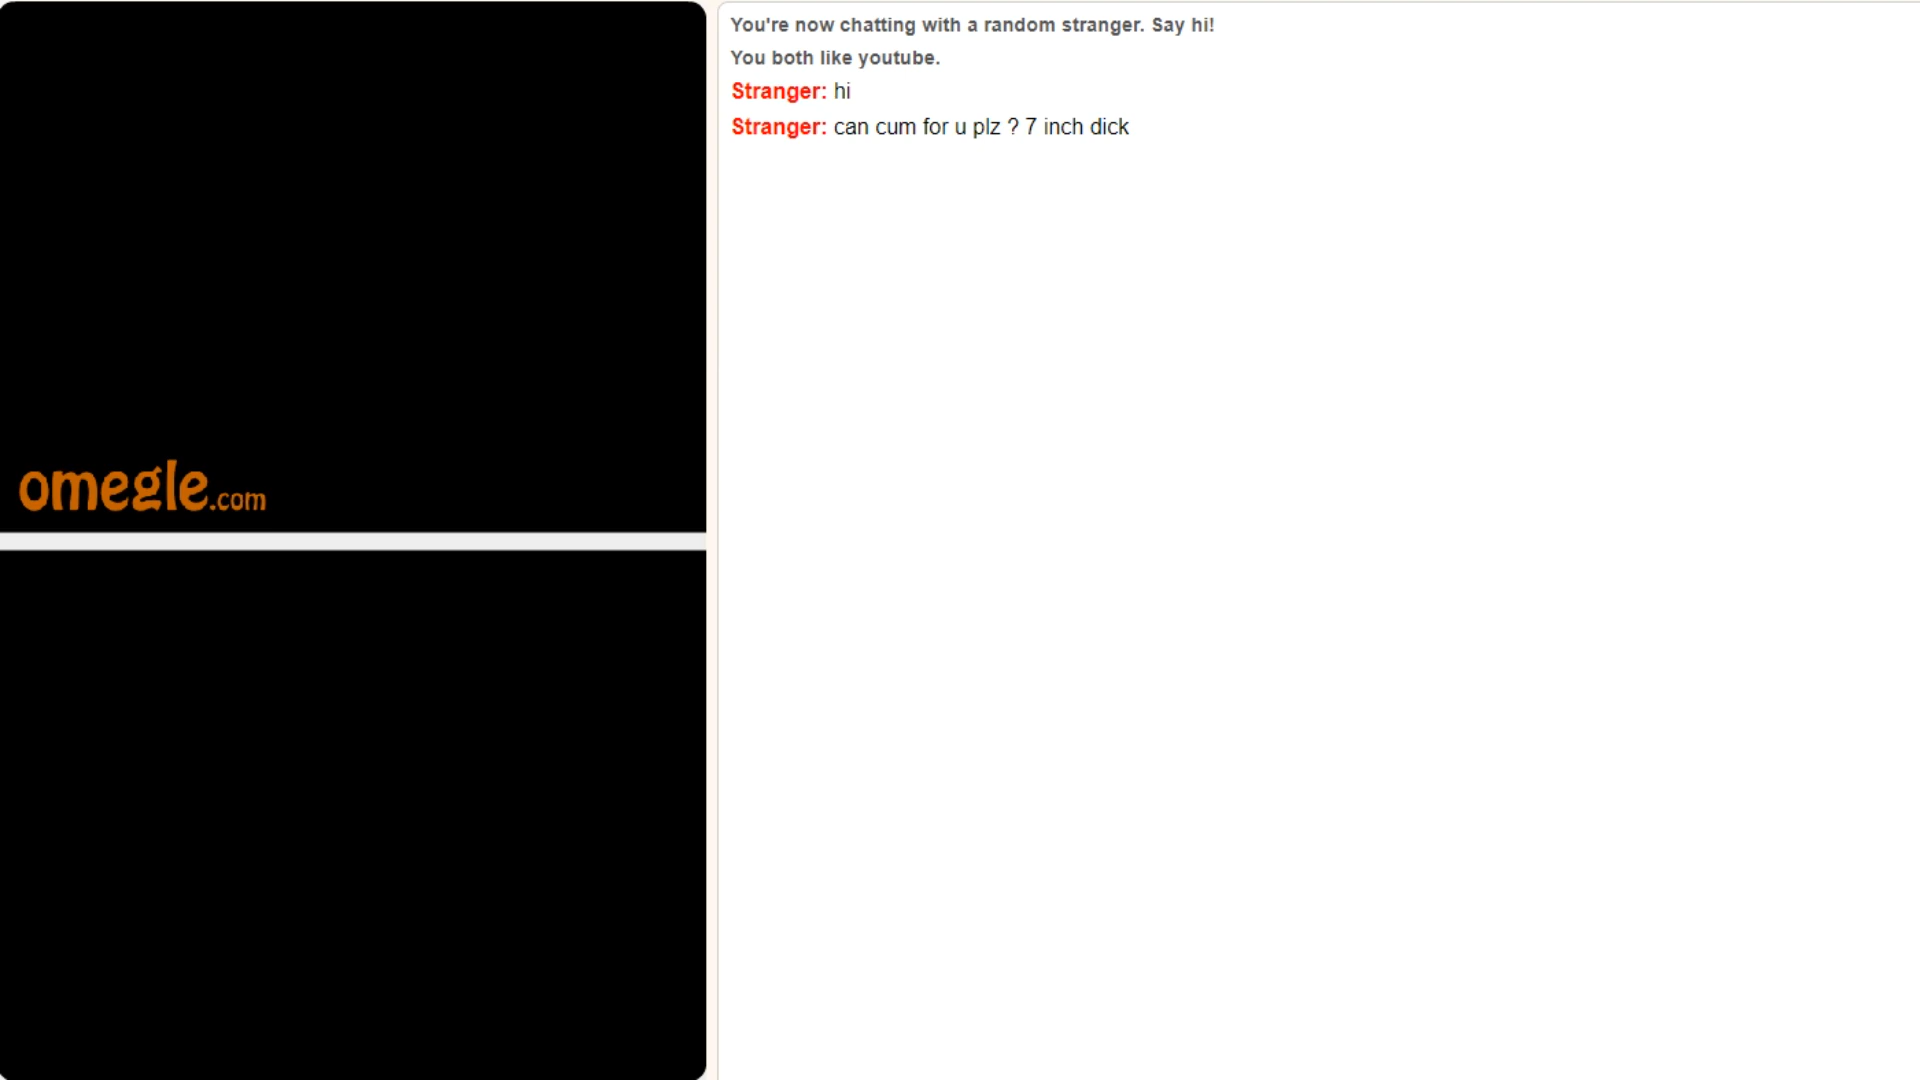 You're now chatting with a random stranger. Say hi!
You both like youtube.
Stranger: hi
Stranger: can cum for u plz ? 7 inch dick
omegle.com